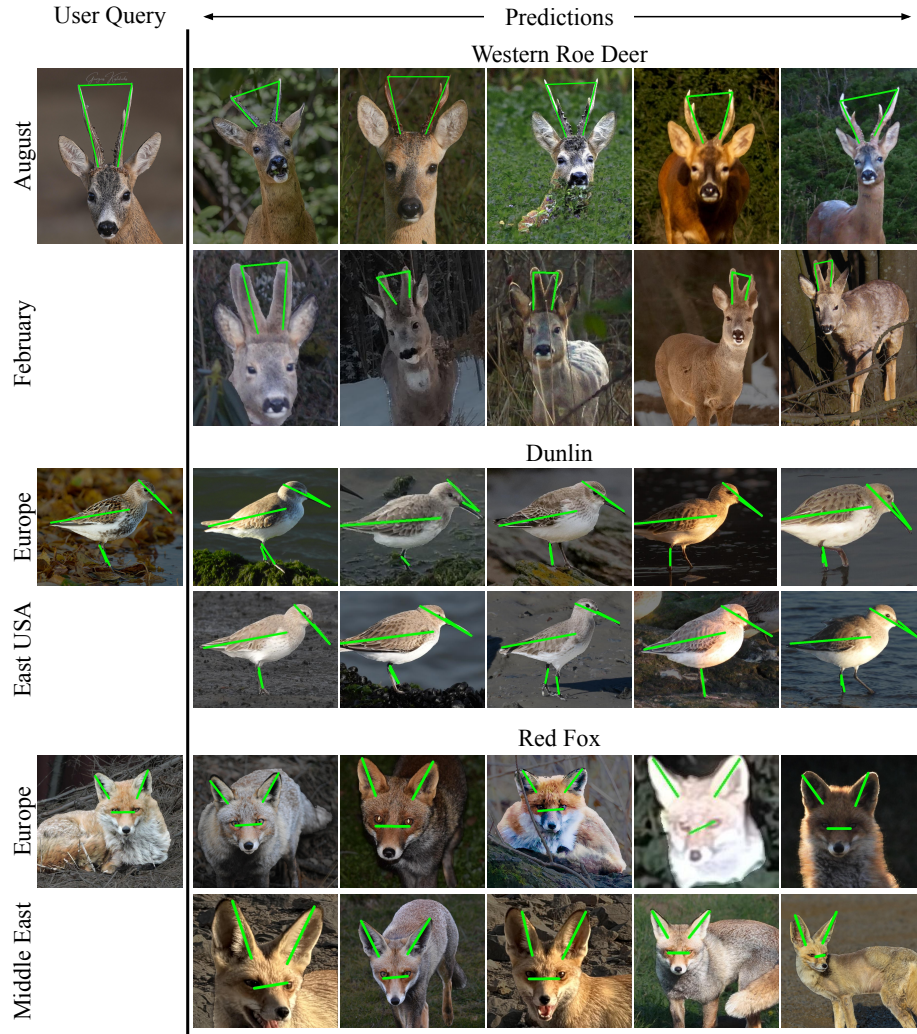 User Query
Predictions
Western Roe Deer
August
February
Dunlin
Europe
East USA
Red Fox
Europe
Middle East